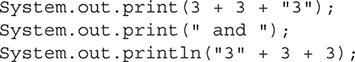 System.out.print(3 + 3 + "3");
System.out.print(" and ");
System.out.println("3" + 3 + 3);